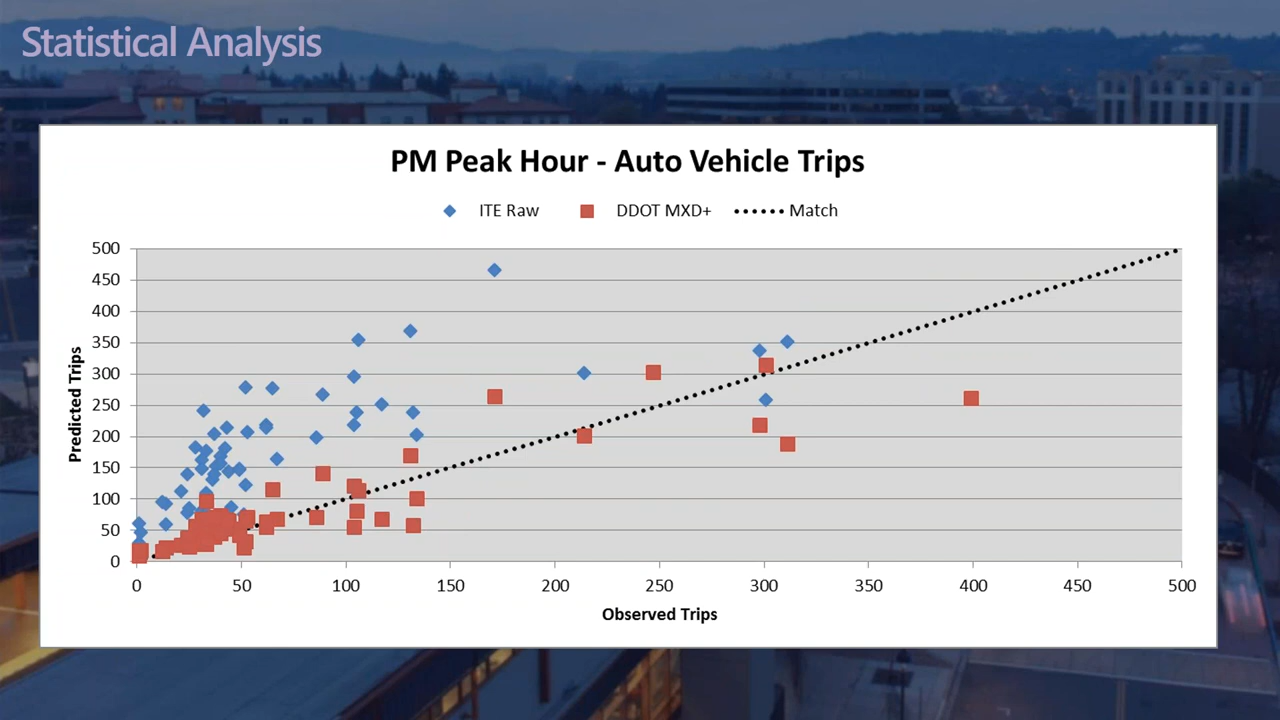 Statistical Analysis
PM Peak Hour - Auto Vehicle Trips
ITE Raw DDOT MXD+ Match
500
450
400
350
300
250
200
150
100
50
0
Predicted Trips
0 50 100 150 200 250 300 350 400 450 500
Observed Trips